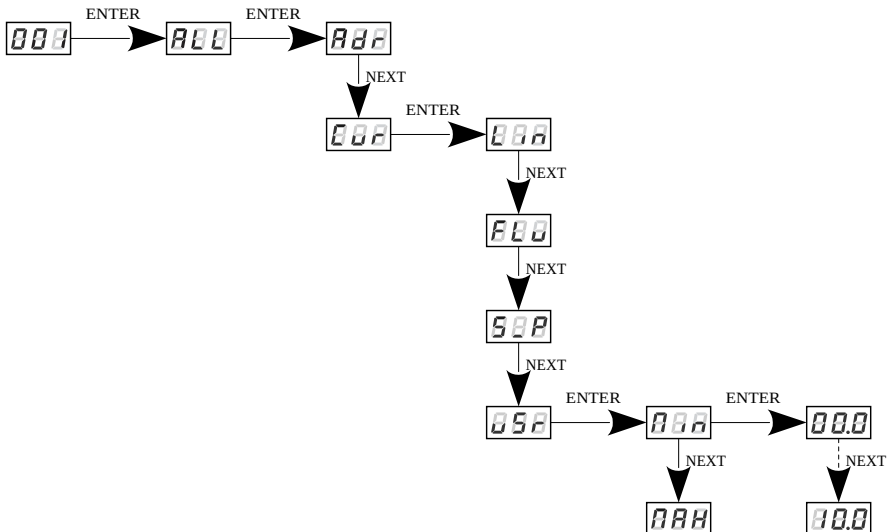 ENTER ENTER
001 ALL Adr
NEXT
ENTER
Cur Lin
NEXT
FLu
NEXT
S_P
NEXT
ENTER ENTER
uSr Min 00.0
NEXT NEXT
MAH 10.0